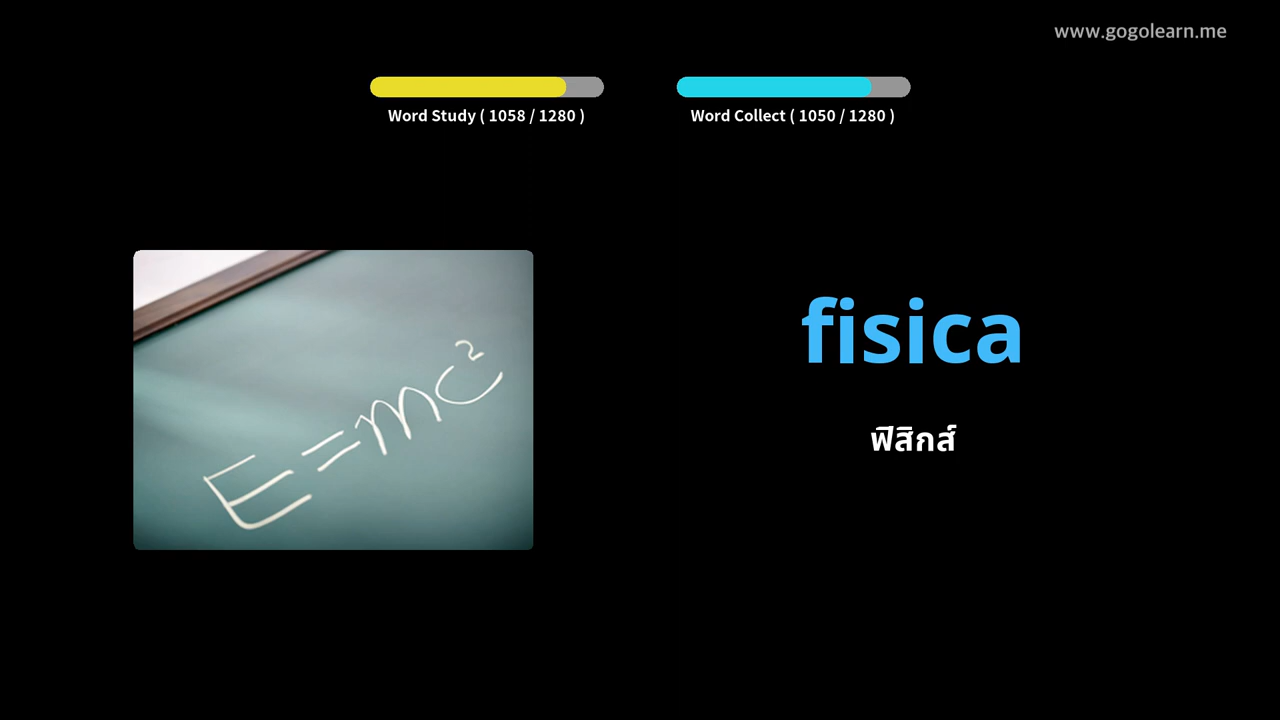 www.gogolearn.me
Word Study ( 1058 / 1280 )
Word Collect ( 1050 / 1280 )
E=mc²
fisica
ฟิสิกส์